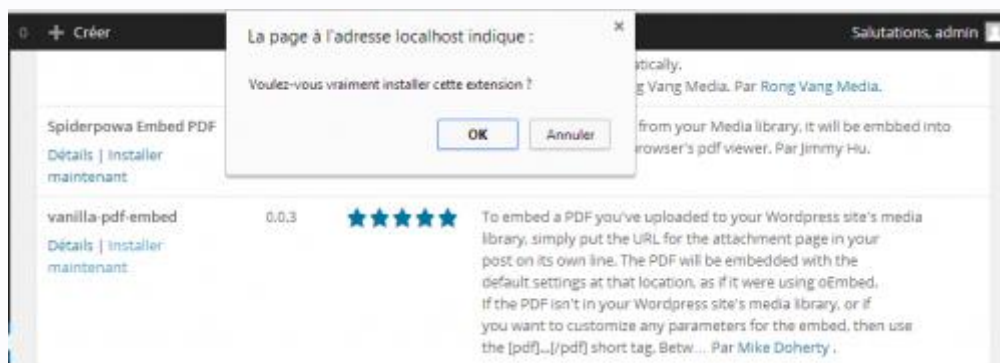 0 + Créer
Salutations, admin
La page à l'adresse localhost indique :
×
Voulez-vous vraiment installer cette extension ?
OK Annuler
atically.
g Vang Media. Par Rong Vang Media.
Spiderpowa Embed PDF
Détails | Installer
maintenant
from your Media library, it will be embbed into
rowser's pdf viewer. Par Jimmy Hu.
vanilla-pdf-embed 0.0.3
Détails | Installer
maintenant
To embed a PDF you've uploaded to your Wordpress site's media
library, simply put the URL for the attachment page in your
post on its own line. The PDF will be embedded with the
default settings at that location, as if it were using oEmbed.
If the PDF isn't in your Wordpress site's media library, or if
you want to customize any parameters for the embed, then use
the [pdf]...[/pdf] short tag. Betw… Par Mike Doherty .